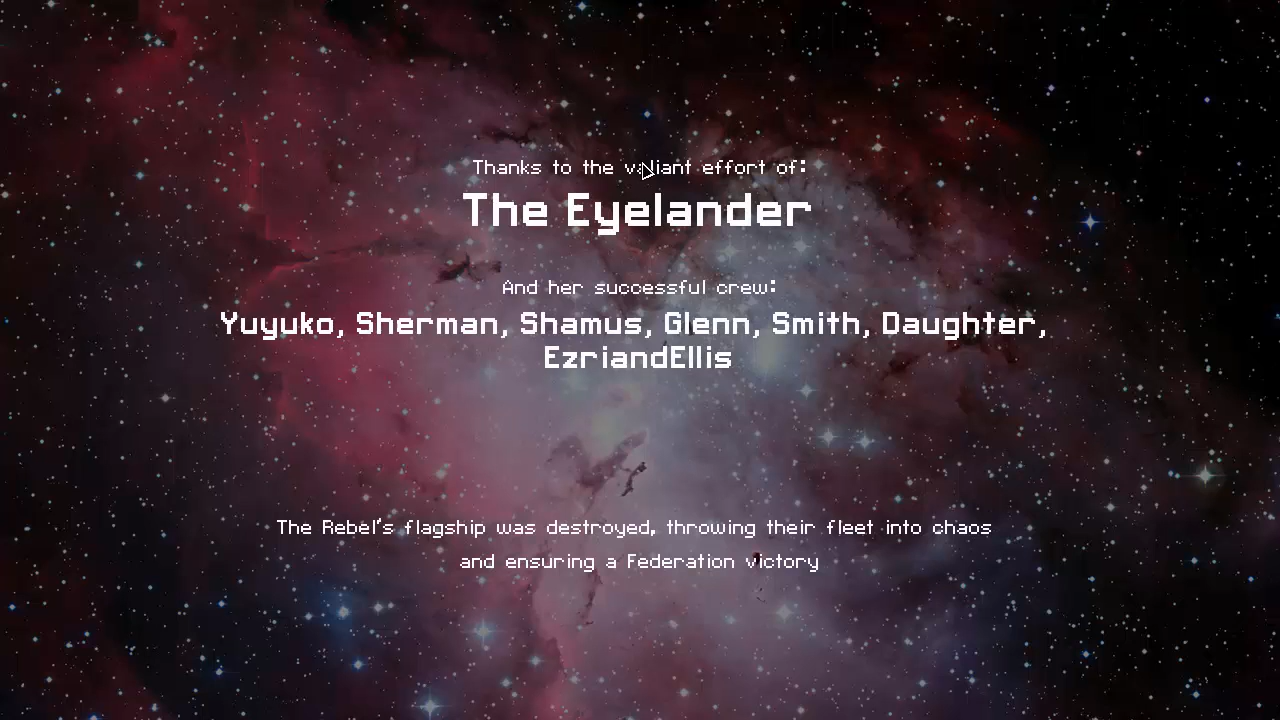 Thanks to the valiant effort of:
The Eyelander
And her successful crew:
Yuyuko, Sherman, Shamus, Glenn, Smith, Daughter,
EzriandEllis
The Rebel's flagship was destroyed, throwing their fleet into chaos
and ensuring a Federation victory